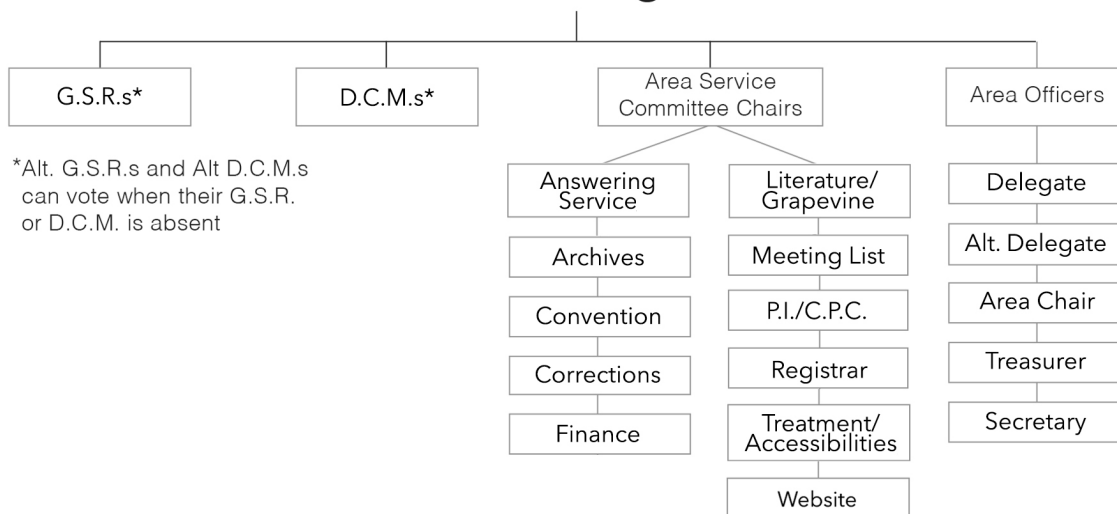 G.S.R.s*
D.C.M.s*
Area Service
Committee Chairs
Area Officers
*Alt. G.S.R.s and Alt D.C.M.s
can vote when their G.S.R.
or D.C.M. is absent
Answering
Service
Archives
Convention
Corrections
Finance
Literature/
Grapevine
Meeting List
P.I./C.P.C.
Registrar
Treatment/
Accessibilities
Website
Delegate
Alt. Delegate
Area Chair
Treasurer
Secretary